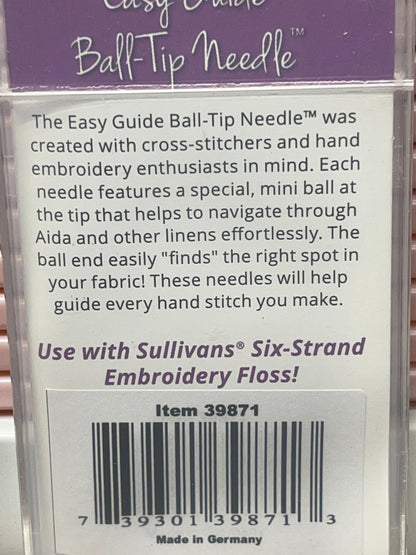 Easy Guide
Ball-Tip Needle™
The Easy Guide Ball-Tip Needle™ was
created with cross-stitchers and hand
embroidery enthusiasts in mind. Each
needle features a special, mini ball at
the tip that helps to navigate through
Aida and other linens effortlessly. The
ball end easily "finds" the right spot in
your fabric! These needles will help
guide every hand stitch you make.
Use with Sullivans® Six-Strand
Embroidery Floss!
Item 39871
7 39301 39871 3
Made in Germany